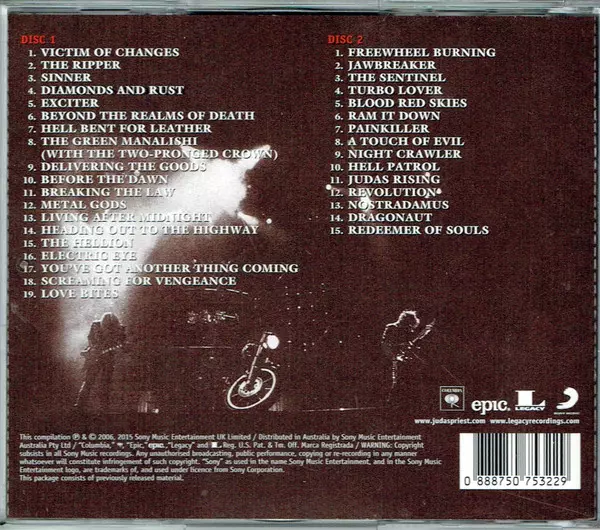 DISC 1
1. VICTIM OF CHANGES
2. THE RIPPER
3. SINNER
4. DIAMONDS AND RUST
5. EXCITER
6. BEYOND THE REALMS OF DEATH
7. HELL BENT FOR LEATHER
8. THE GREEN MANALISHI
(WITH THE TWO-PRONGED CROWN)
9. DELIVERING THE GOODS
10. BEFORE THE DAWN
11. BREAKING THE LAW
12. METAL GODS
13. LIVING AFTER MIDNIGHT
14. HEADING OUT TO THE HIGHWAY
15. THE HELLION
16. ELECTRIC EYE
17. YOU'VE GOT ANOTHER THING COMING
18. SCREAMING FOR VENGEANCE
19. LOVE BITES
DISC 2
1. FREEWHEEL BURNING
2. JAWBREAKER
3. THE SENTINEL
4. TURBO LOVER
5. BLOOD RED SKIES
6. RAM IT DOWN
7. PAINKILLER
8. A TOUCH OF EVIL
9. NIGHT CRAWLER
10. HELL PATROL
11. JUDAS RISING
12. REVOLUTION
13. NOSTRADAMUS
14. DRAGONAUT
15. REDEEMER OF SOULS
COLUMBIA epic. L LEGACY
www.judaspriest.com www.legacyrecordings.com
This compilation ℗ & © 2006, 2015 Sony Music Entertainment UK Limited / Distributed in Australia by Sony Music Entertainment
Australia Pty Ltd / "Columbia," "Epic," epic., "Legacy" and L Reg. U.S. Pat. & Tm. Off. Marca Registrada / WARNING: Copyright
subsists in all Sony Music recordings. Any unauthorised broadcasting, public performance, copying or re-recording in any manner
whatsoever will constitute infringement of such copyright. "Sony" as used in the name Sony Music Entertainment, and in the Sony Music
Entertainment logo, are trademarks of, and used under licence from Sony Corporation.
This package consists of previously released material.
0 888750 753229